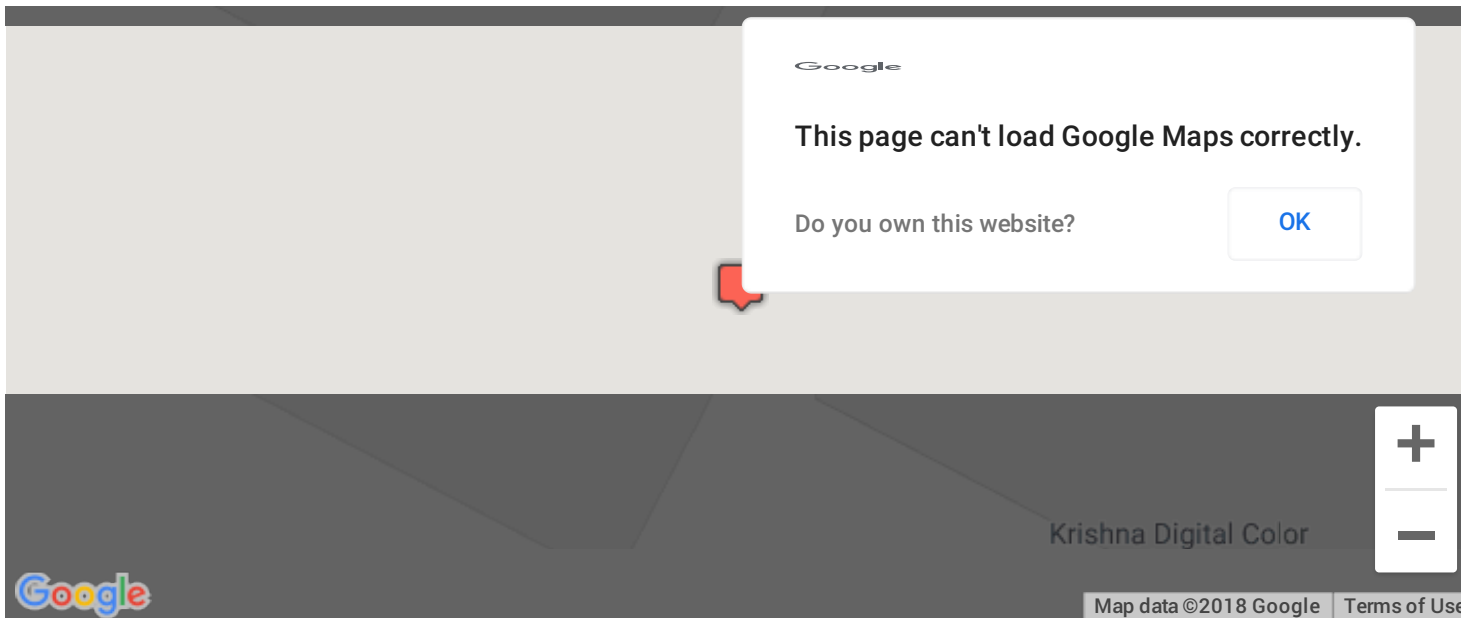 Google
This page can't load Google Maps correctly.
Do you own this website?
OK
Krishna Digital Color
Google
Map data ©2018 Google
Terms of Use